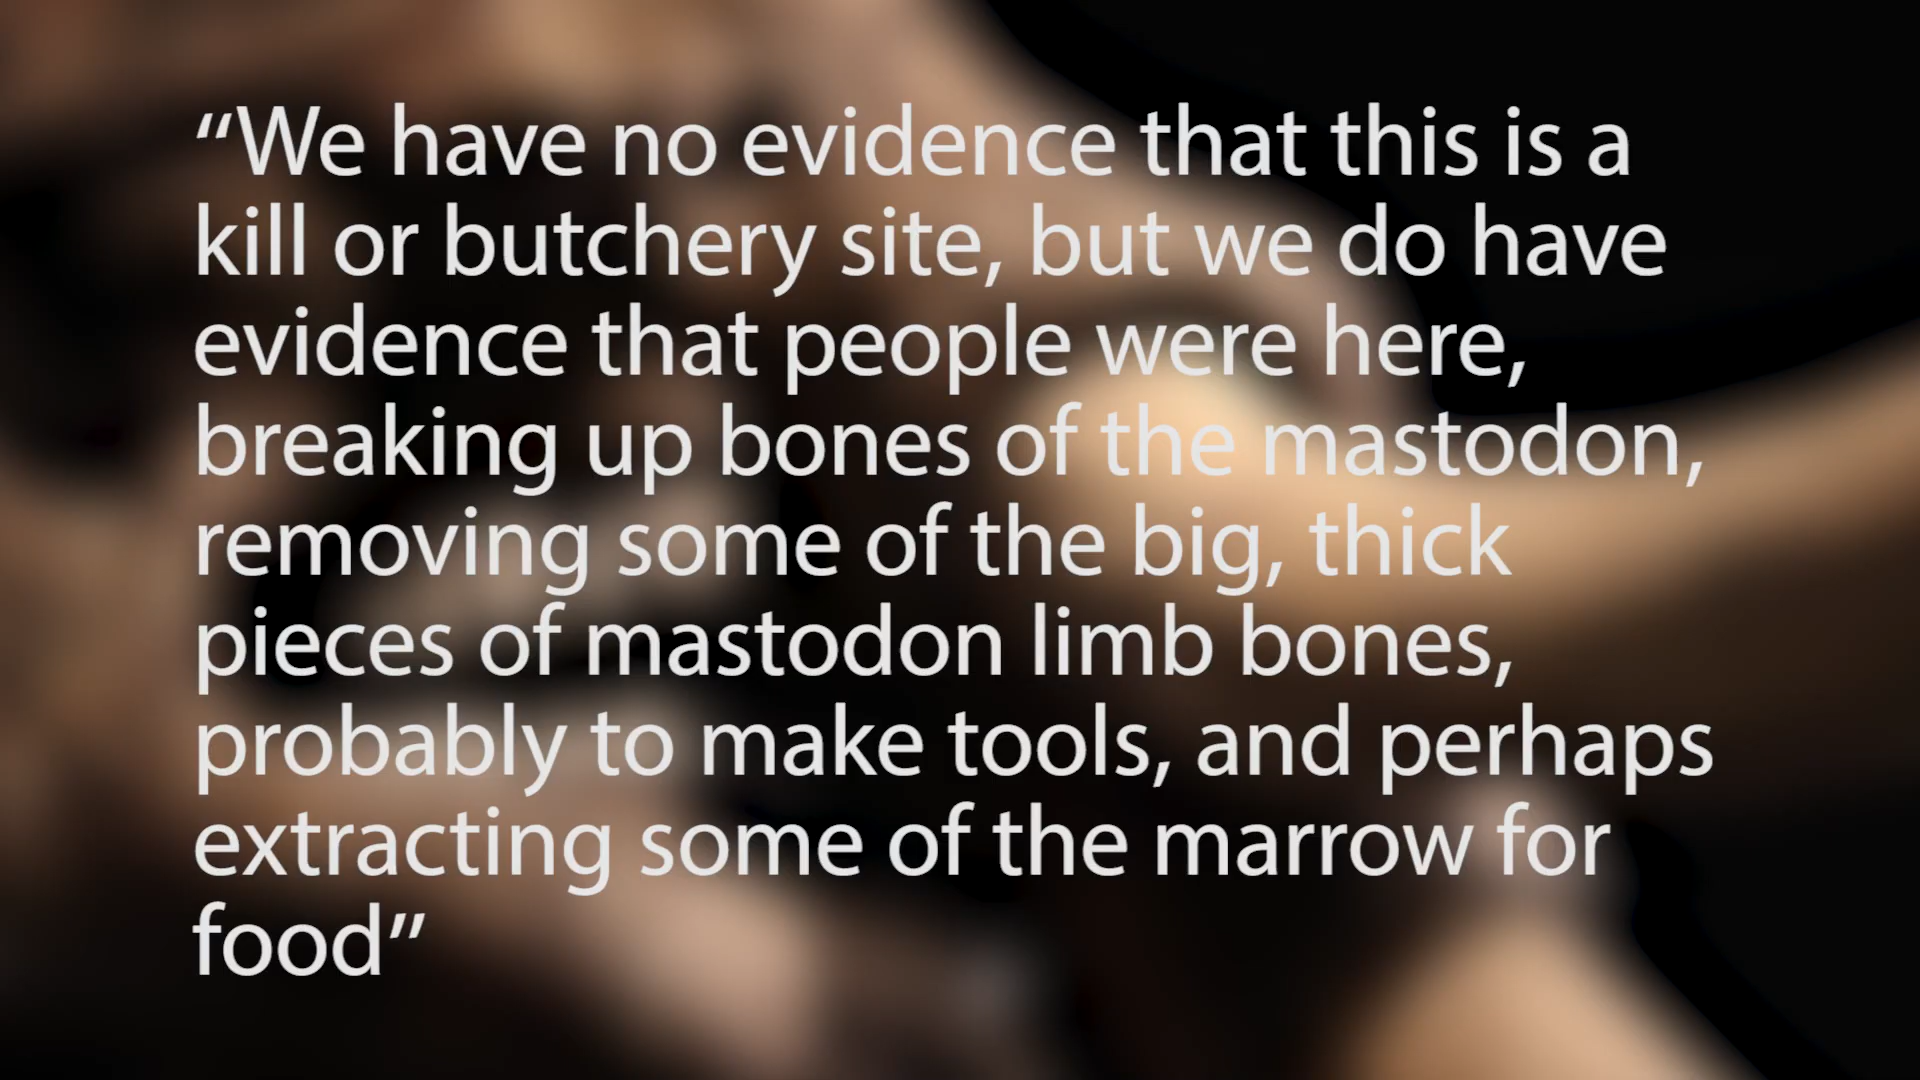 “We have no evidence that this is a
kill or butchery site, but we do have
evidence that people were here,
breaking up bones of the mastodon,
removing some of the big, thick
pieces of mastodon limb bones,
probably to make tools, and perhaps
extracting some of the marrow for
food”